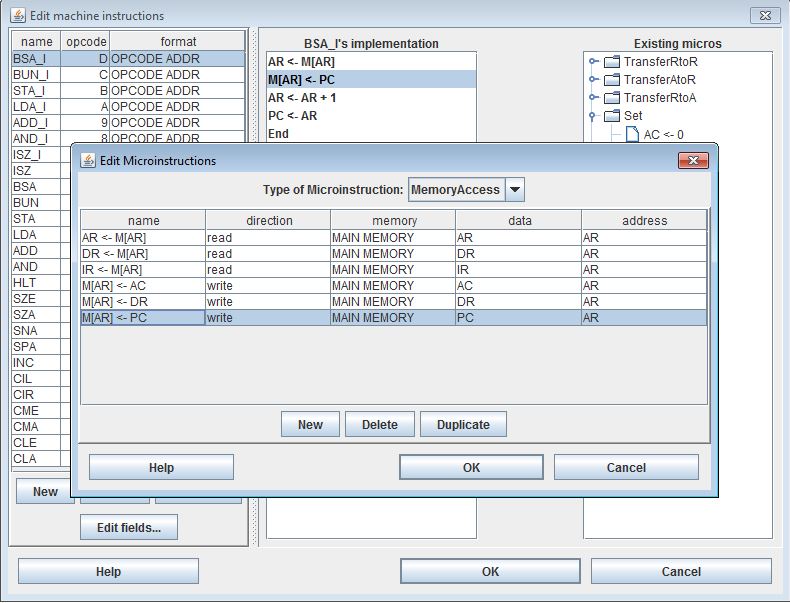 Edit machine instructions
name opcode format
BSA_I D OPCODE ADDR
BUN_I C OPCODE ADDR
STA_I B OPCODE ADDR
LDA_I A OPCODE ADDR
ADD_I 9 OPCODE ADDR
AND_I 8 OPCODE ADDR
ISZ_I
ISZ
BSA
BUN
STA
LDA
ADD
AND
HLT
SZE
SZA
SNA
SPA
INC
CIL
CIR
CME
CMA
CLE
CLA
New
Edit fields...
BSA_I's implementation
AR <- M[AR]
M[AR] <- PC
AR <- AR + 1
PC <- AR
End
Existing micros
TransferRtoR
TransferAtoR
TransferRtoA
Set
AC <- 0
Edit Microinstructions
Type of Microinstruction: MemoryAccess
name direction memory data address
AR <- M[AR] read MAIN MEMORY AR AR
DR <- M[AR] read MAIN MEMORY DR AR
IR <- M[AR] read MAIN MEMORY IR AR
M[AR] <- AC write MAIN MEMORY AC AR
M[AR] <- DR write MAIN MEMORY DR AR
M[AR] <- PC write MAIN MEMORY PC AR
New Delete Duplicate
Help OK Cancel
Help OK Cancel